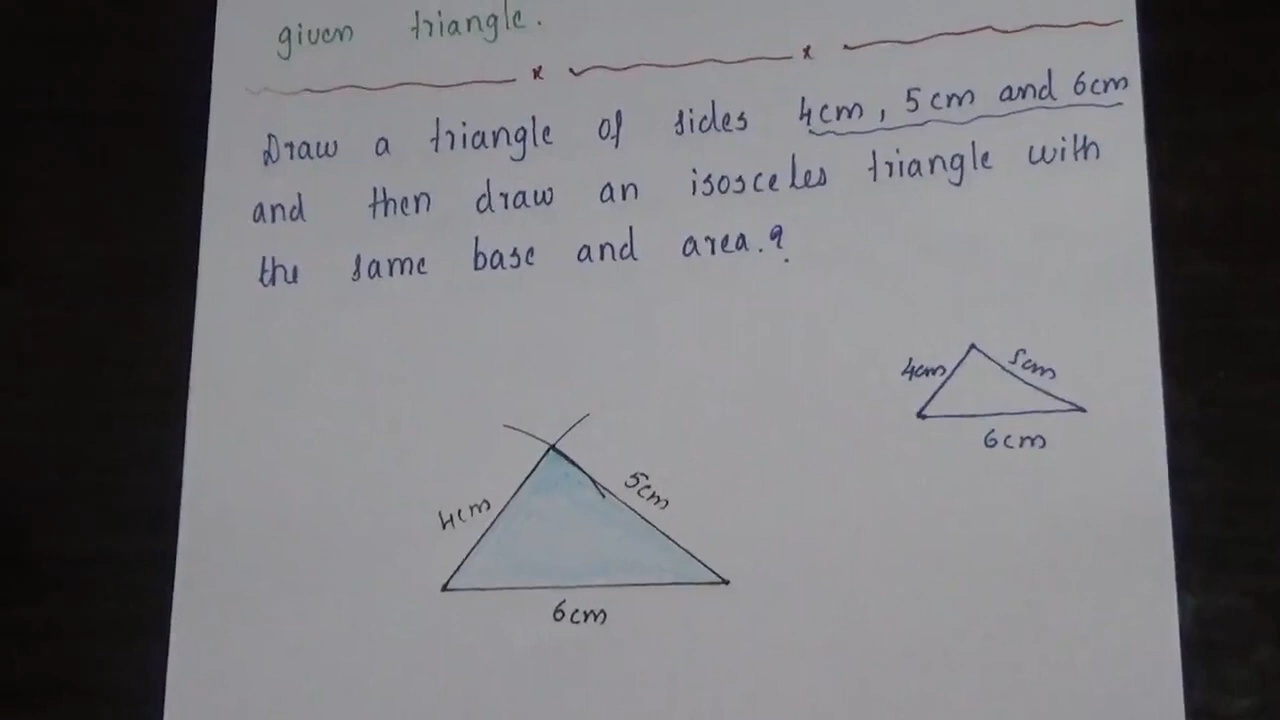 given triangle.
x x
Draw a triangle of sides 4cm, 5cm and 6cm
and then draw an isosceles triangle with
the same base and area.?
4cm 5cm
6cm
4cm 5cm
6cm